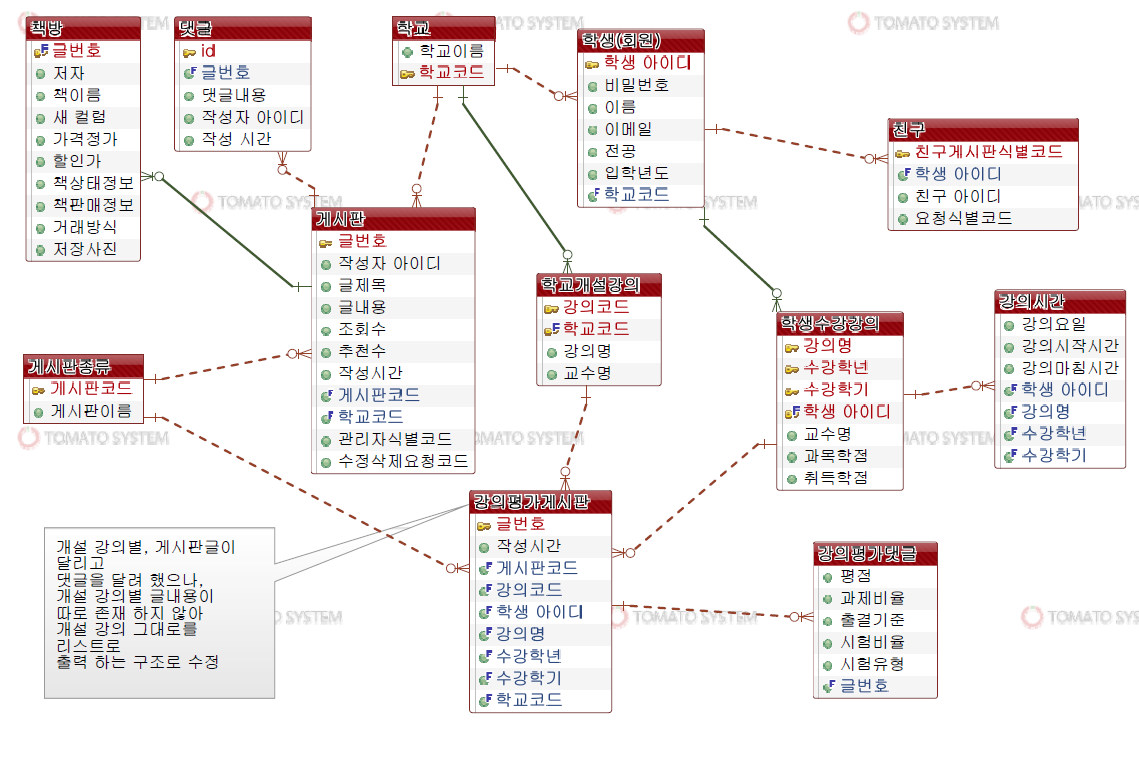 책방
글번호
저자
책이름
새 컬럼
가격정가
할인가
책상태정보
책판매정보
거래방식
저장사진
댓글
id
글번호
댓글내용
작성자 아이디
작성 시간
학교
학교이름
학교코드
학생(회원)
학생 아이디
비밀번호
이름
이메일
전공
입학년도
학교코드
친구
친구게시판식별코드
학생 아이디
친구 아이디
요청식별코드
게시판
글번호
작성자 아이디
글제목
글내용
조회수
추천수
작성시간
게시판코드
학교코드
관리자식별코드
수정삭제요청코드
학교개설강의
강의코드
학교코드
강의명
교수명
학생수강강의
강의명
수강학년
수강학기
학생 아이디
교수명
과목학점
취득학점
강의시간
강의요일
강의시작시간
강의마침시간
학생 아이디
강의명
수강학년
수강학기
게시판종류
게시판코드
게시판이름
강의평가게시판
글번호
작성시간
게시판코드
강의코드
학생 아이디
강의명
수강학년
수강학기
학교코드
강의평가댓글
평점
과제비율
출결기준
시험비율
시험유형
글번호
개설 강의별, 게시판글이
달리고
댓글을 달려 했으나,
개설 강의별 글내용이
따로 존재 하지 않아
개설 강의 그대로를
리스트로
출력 하는 구조로 수정
TOMATO SYSTEM
TOMATO SYSTEM
TOMATO SYSTEM
TOMATO SYSTEM
TOMATO SYSTEM